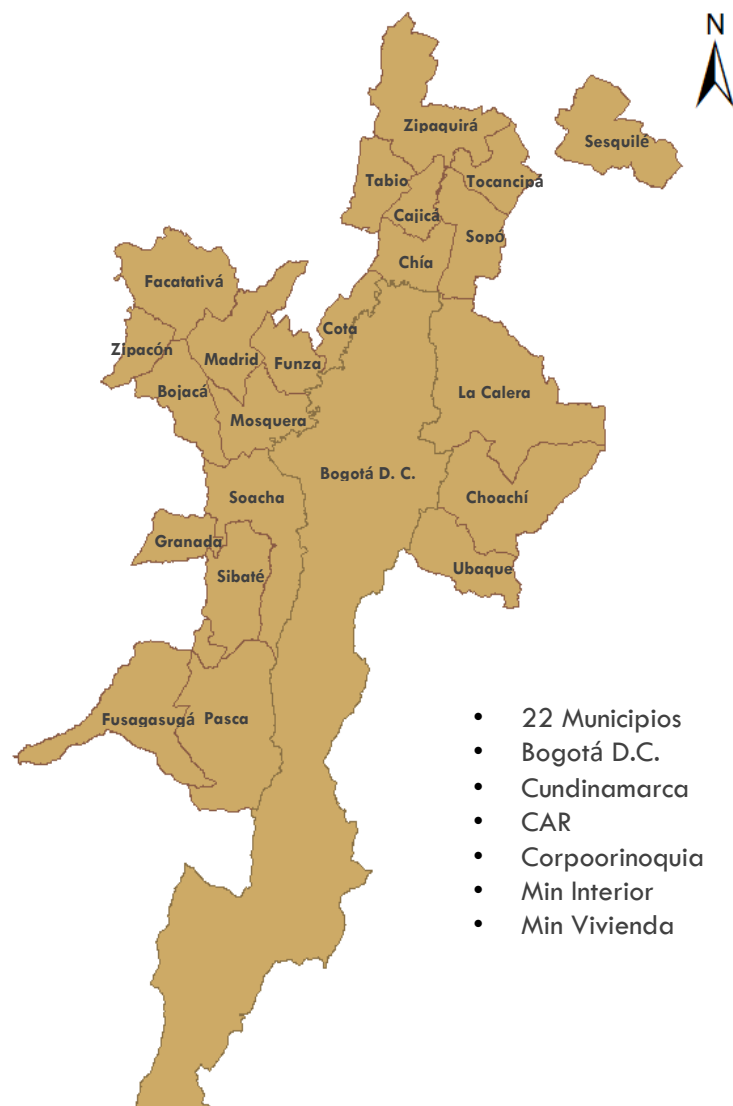 N
Zipaquirá
Sesquilé
Tabio
Tocancipá
Cajicá
Sopó
Chía
Facatativá
Cota
Zipacón
Madrid
Funza
Bojacá
La Calera
Mosquera
Bogotá D. C.
Soacha
Choachí
Granada
Ubaque
Sibaté
Fusagasugá
Pasca
• 22 Municipios
• Bogotá D.C.
• Cundinamarca
• CAR
• Corpoorinoquia
• Min Interior
• Min Vivienda